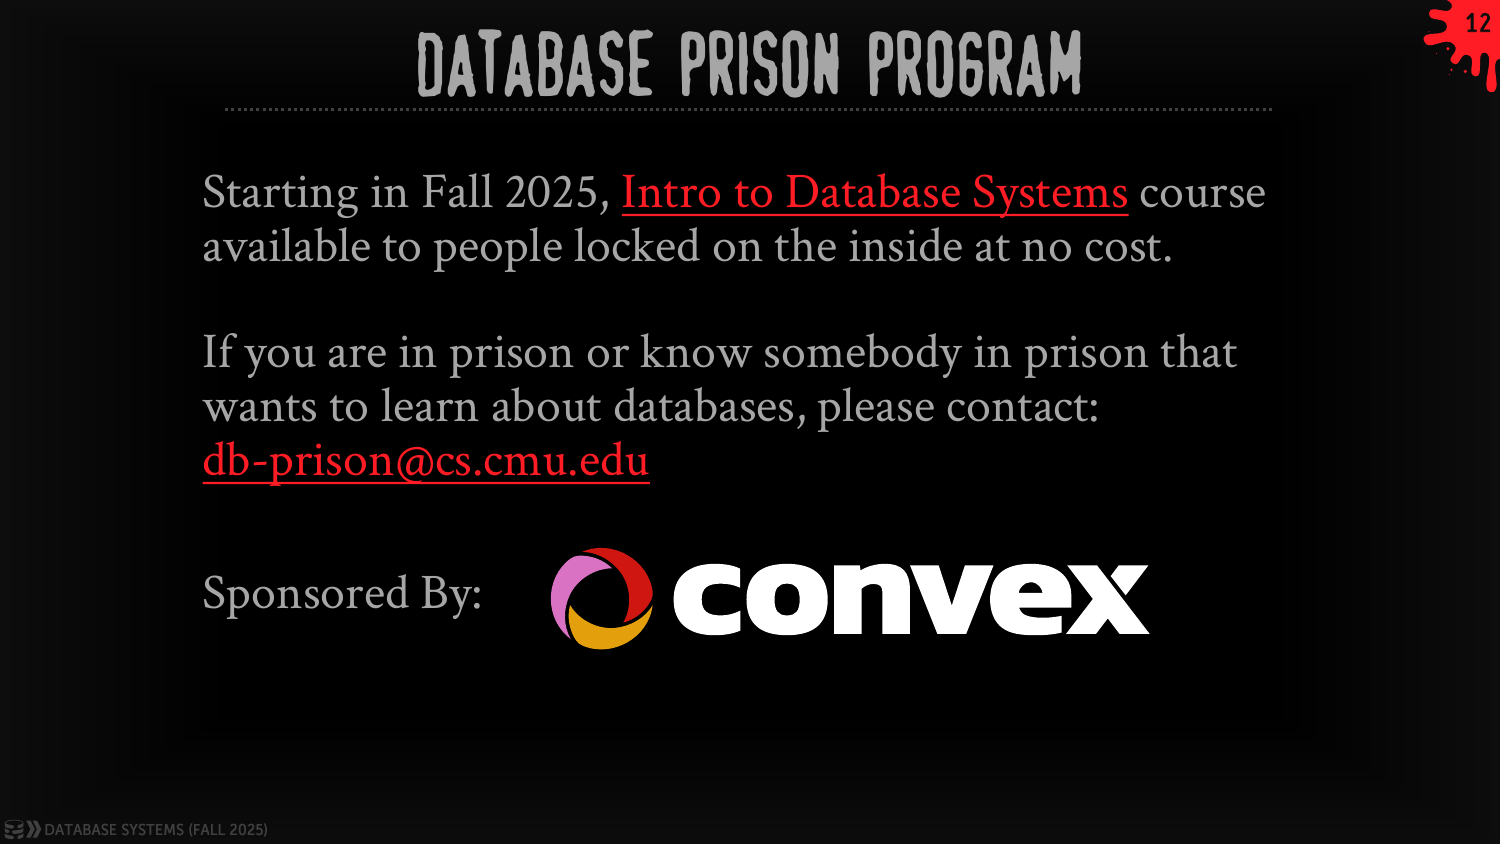 DATABASE PRISON PROGRAM
12
Starting in Fall 2025, Intro to Database Systems course
available to people locked on the inside at no cost.
If you are in prison or know somebody in prison that
wants to learn about databases, please contact:
db-prison@cs.cmu.edu
Sponsored By:
convex
DATABASE SYSTEMS (FALL 2025)